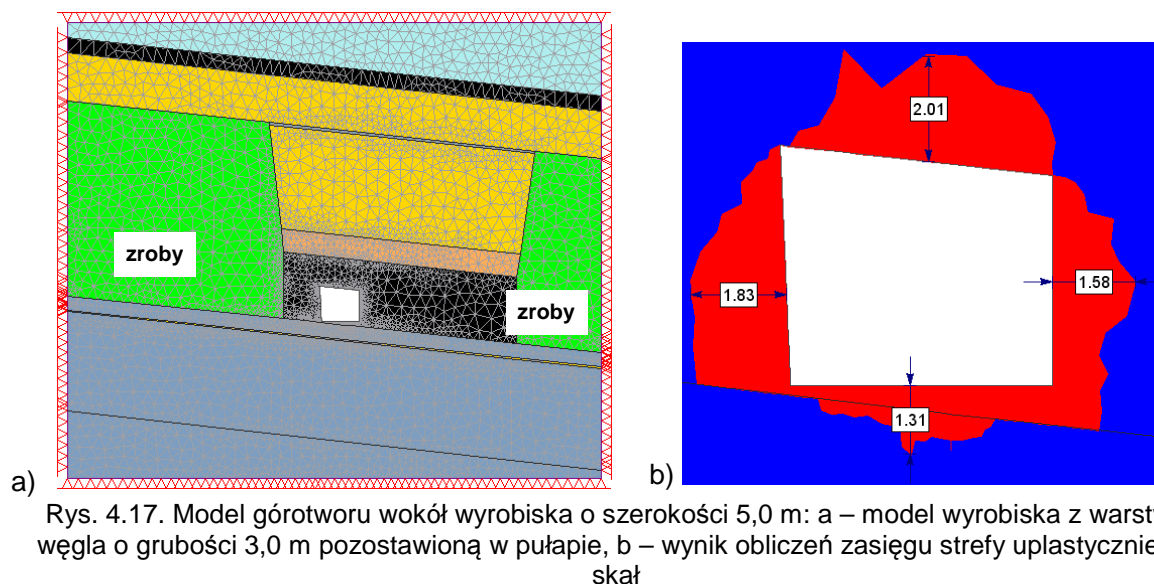 zroby
zroby
a)
2.01
1.83
1.58
1.31
b)
Rys. 4.17. Model górotworu wokół wyrobiska o szerokości 5,0 m: a – model wyrobiska z warst
węgla o grubości 3,0 m pozostawioną w pułapie, b – wynik obliczeń zasięgu strefy uplastycznie
skał